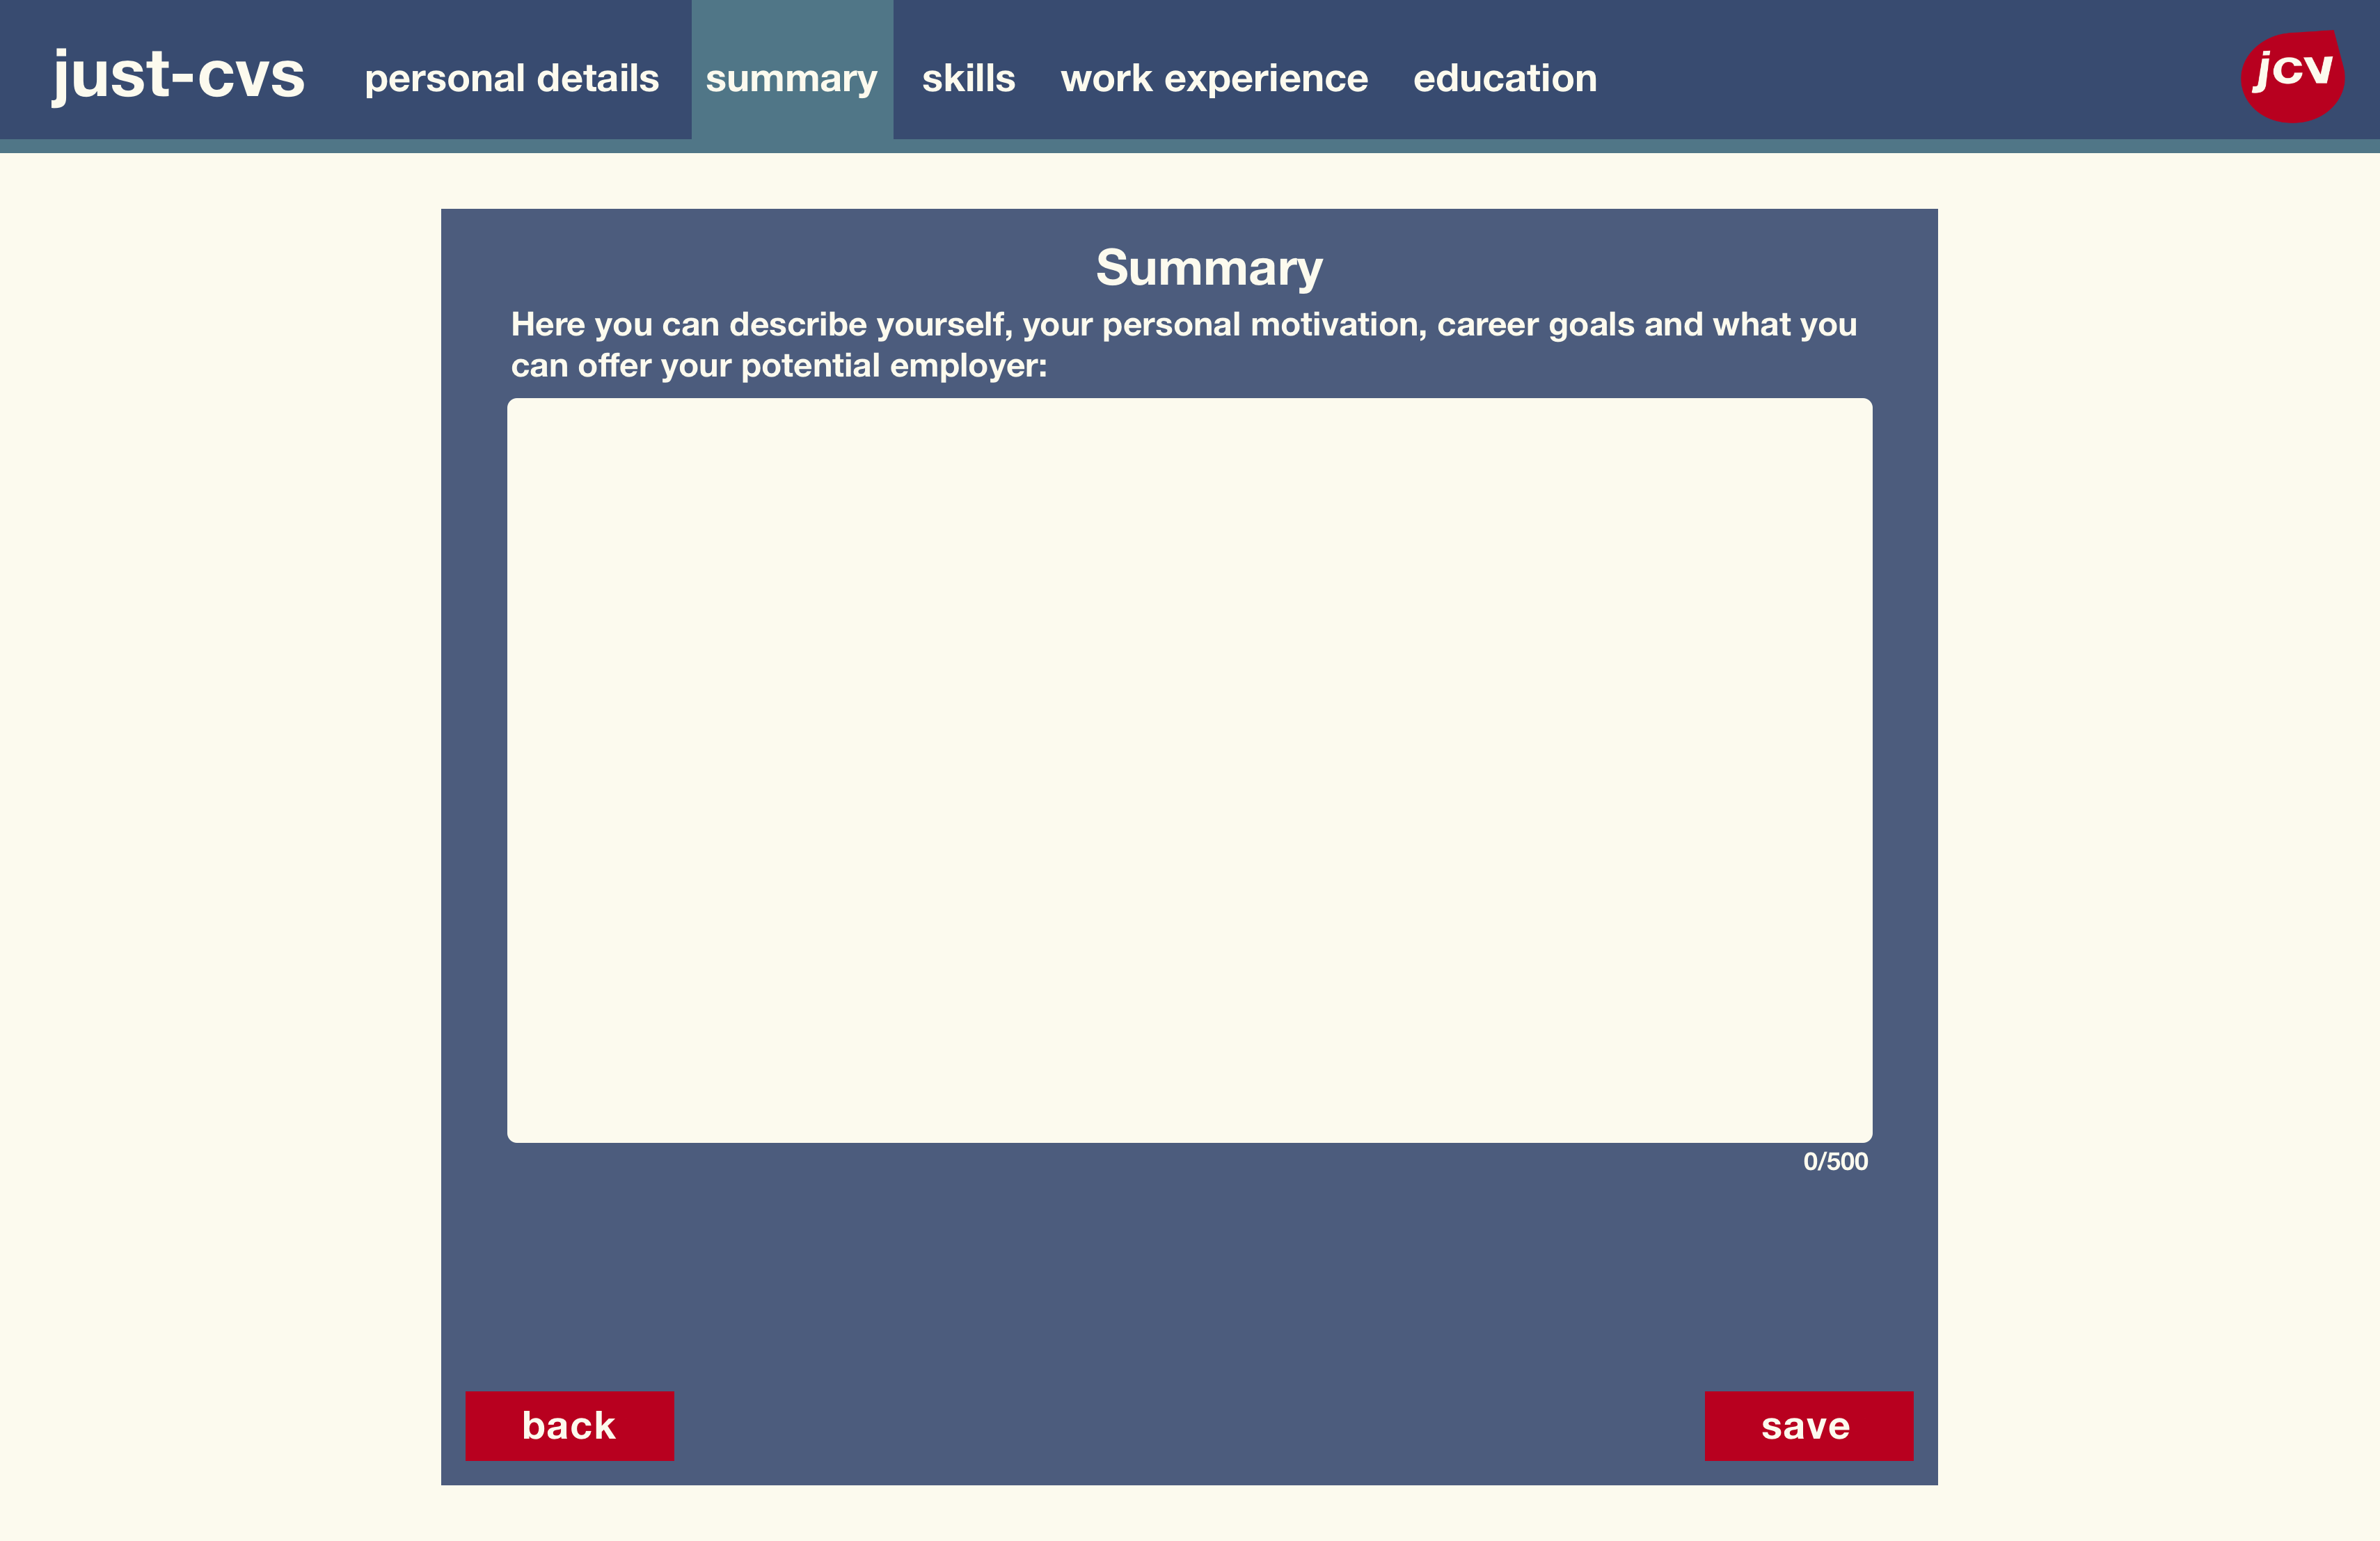 just-cvs personal details summary skills work experience education jcv
Summary
Here you can describe yourself, your personal motivation, career goals and what you
can offer your potential employer:
0/500
back save